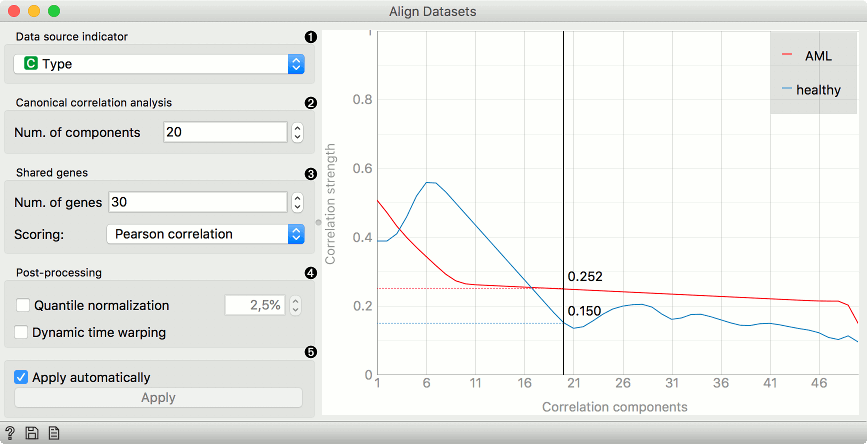 Align Datasets
Data source indicator
1
C Type
Canonical correlation analysis
2
Num. of components 20
Shared genes
3
Num. of genes 30
Scoring: Pearson correlation
Post-processing
4
Quantile normalization 2,5%
Dynamic time warping
5
Apply automatically
Apply
?
Correlation strength
1
0.8
0.6
0.4
0.2
0
AML
healthy
0.252
0.150
1 6 11 16 21 26 31 36 41 46
Correlation components